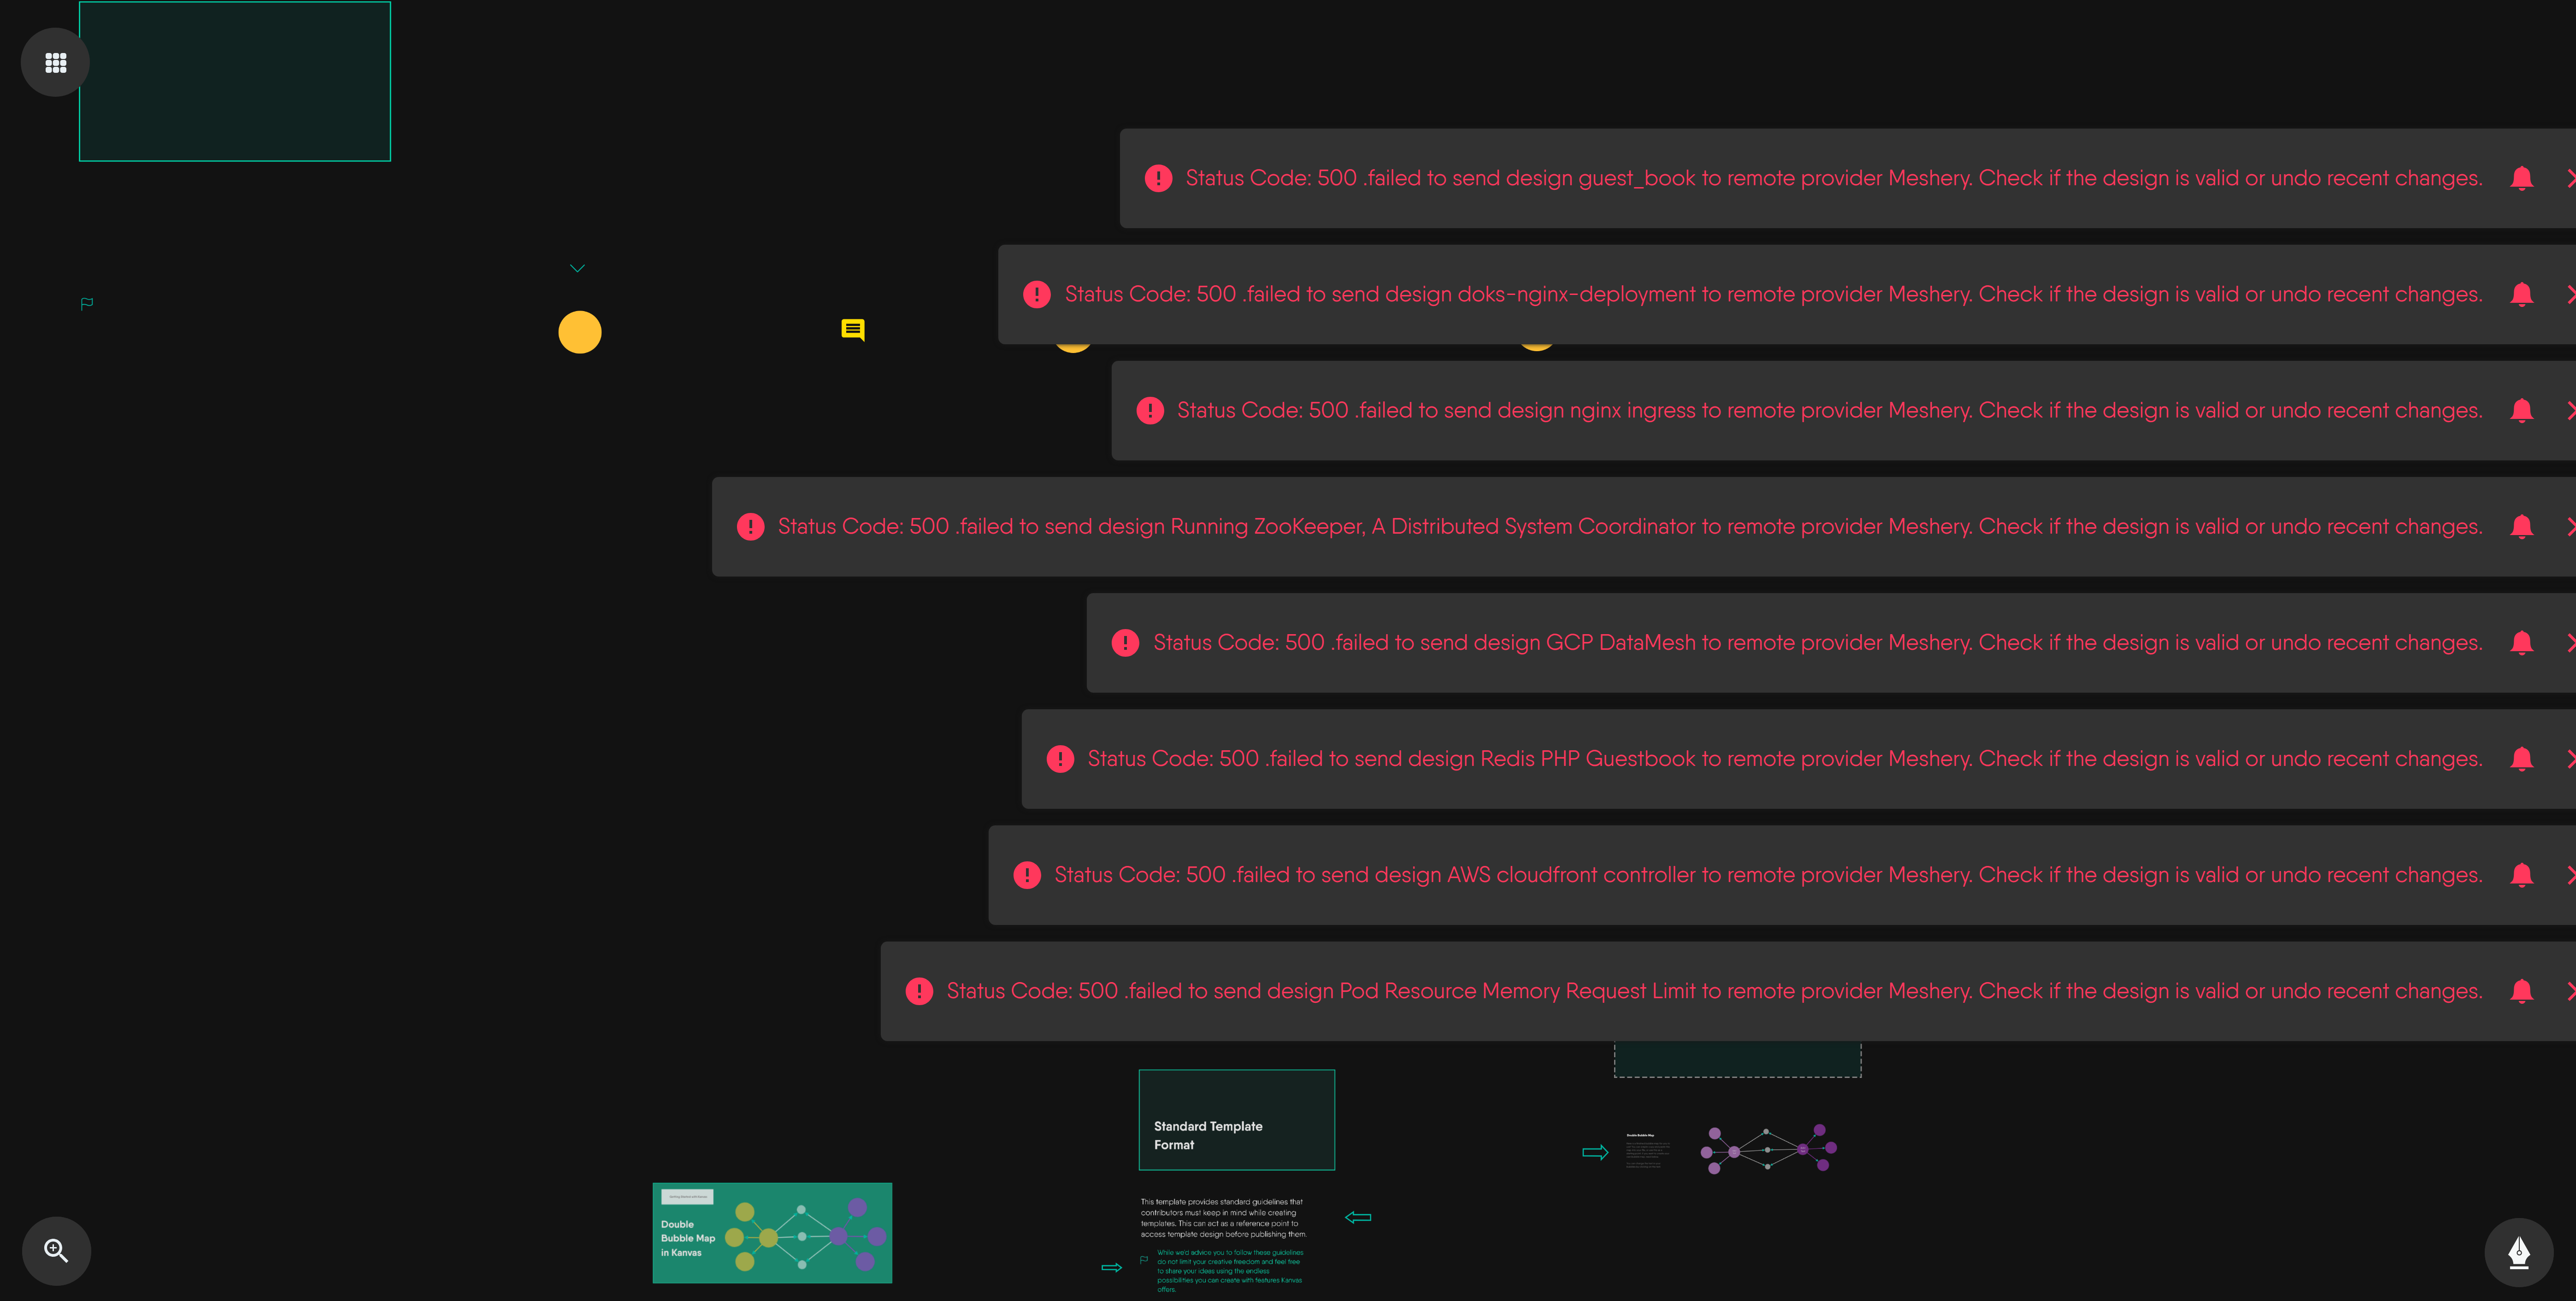 Status Code: 500 .failed to send design guest_book to remote provider Meshery. Check if the design is valid or undo recent changes.
Status Code: 500 .failed to send design doks-nginx-deployment to remote provider Meshery. Check if the design is valid or undo recent changes.
Status Code: 500 .failed to send design nginx ingress to remote provider Meshery. Check if the design is valid or undo recent changes.
Status Code: 500 .failed to send design Running ZooKeeper, A Distributed System Coordinator to remote provider Meshery. Check if the design is valid or undo recent changes.
Status Code: 500 .failed to send design GCP DataMesh to remote provider Meshery. Check if the design is valid or undo recent changes.
Status Code: 500 .failed to send design Redis PHP Guestbook to remote provider Meshery. Check if the design is valid or undo recent changes.
Status Code: 500 .failed to send design AWS cloudfront controller to remote provider Meshery. Check if the design is valid or undo recent changes.
Status Code: 500 .failed to send design Pod Resource Memory Request Limit to remote provider Meshery. Check if the design is valid or undo recent changes.
Standard Template
Format
This template provides standard guidelines that
contributors must keep in mind while creating
templates. This can act as a reference point to
access template design before publishing them.
While we'd advice you to follow these guidelines
do not limit your creative freedom and feel free
to share your ideas using the endless
possibilities you can create with features Kanvas
offers.
Double
Bubble Map
in Kanvas
Double Bubble Map